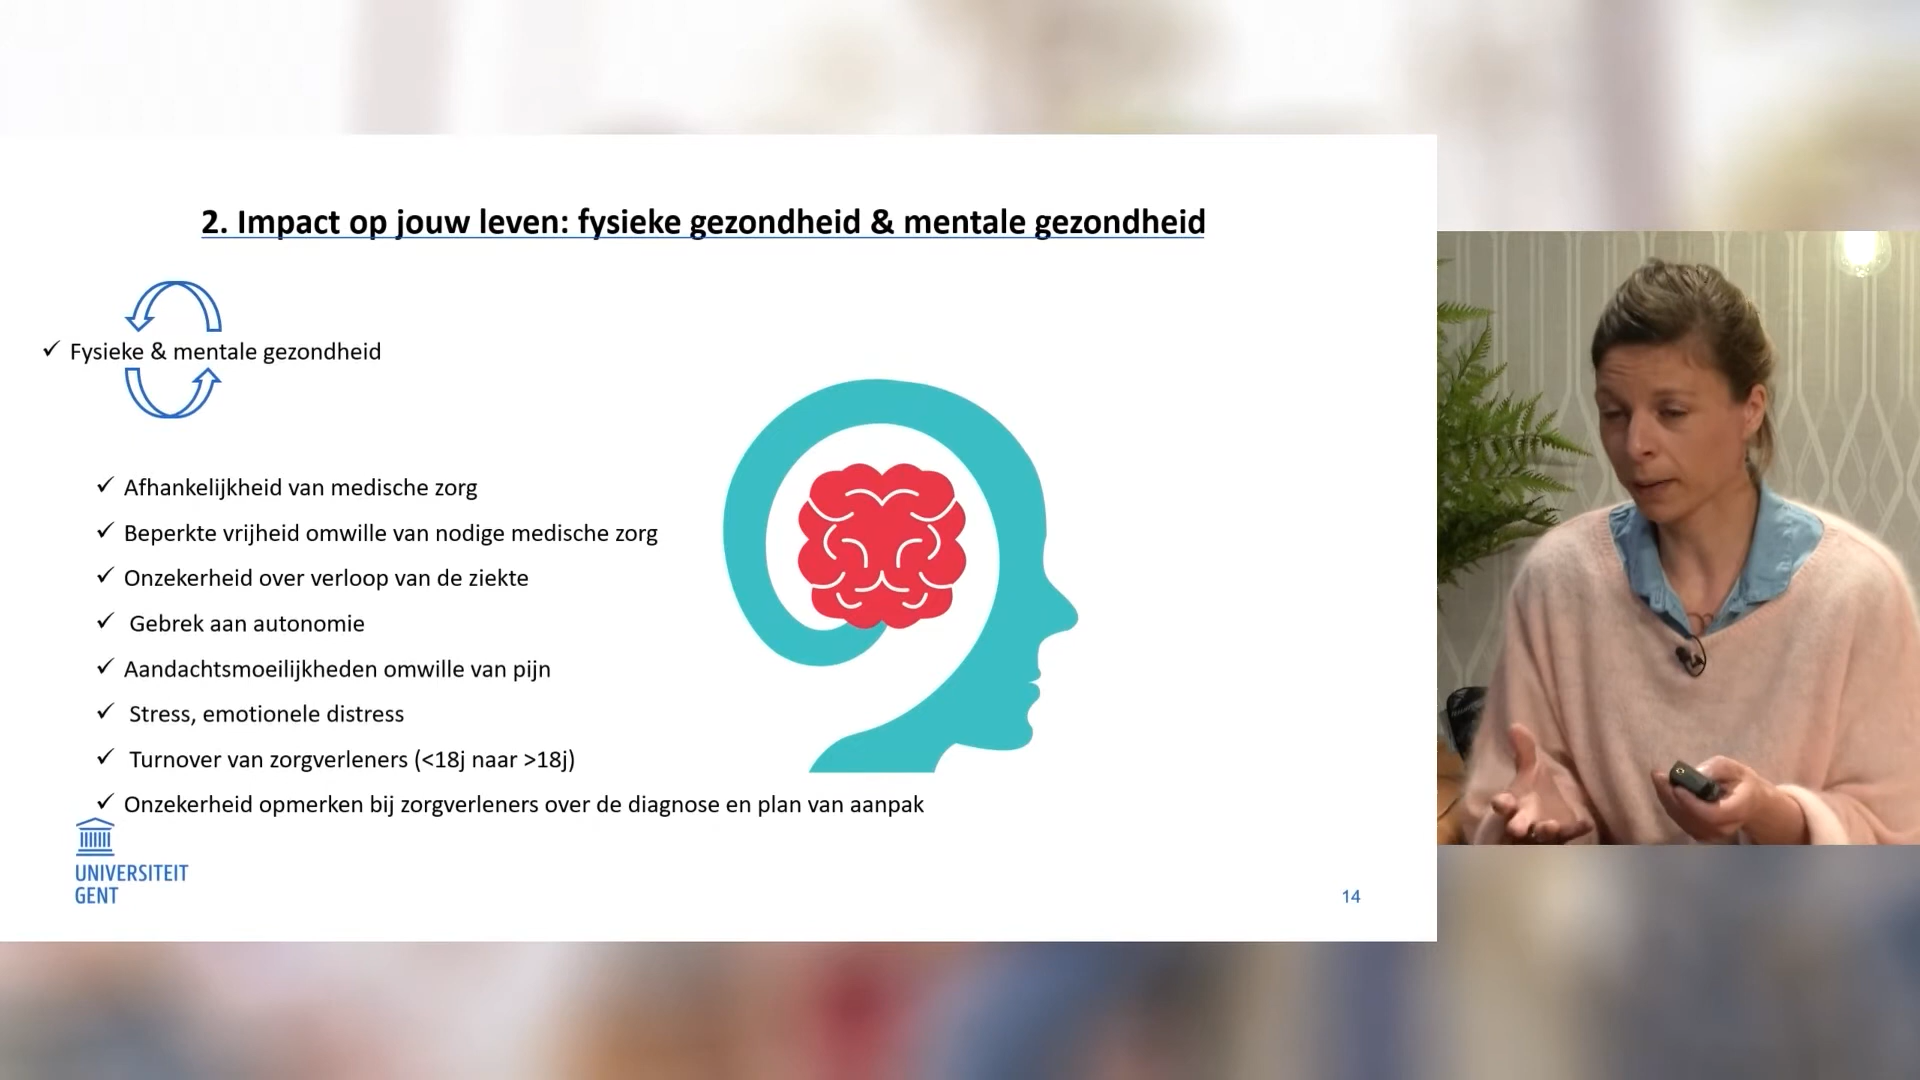 2. Impact op jouw leven: fysieke gezondheid & mentale gezondheid
✓ Fysieke & mentale gezondheid
✓ Afhankelijkheid van medische zorg
✓ Beperkte vrijheid omwille van nodige medische zorg
✓ Onzekerheid over verloop van de ziekte
✓ Gebrek aan autonomie
✓ Aandachtsmoeilijkheden omwille van pijn
✓ Stress, emotionele distress
✓ Turnover van zorgverleners (<18j naar >18j)
✓ Onzekerheid opmerken bij zorgverleners over de diagnose en plan van aanpak
UNIVERSITEIT
GENT
14